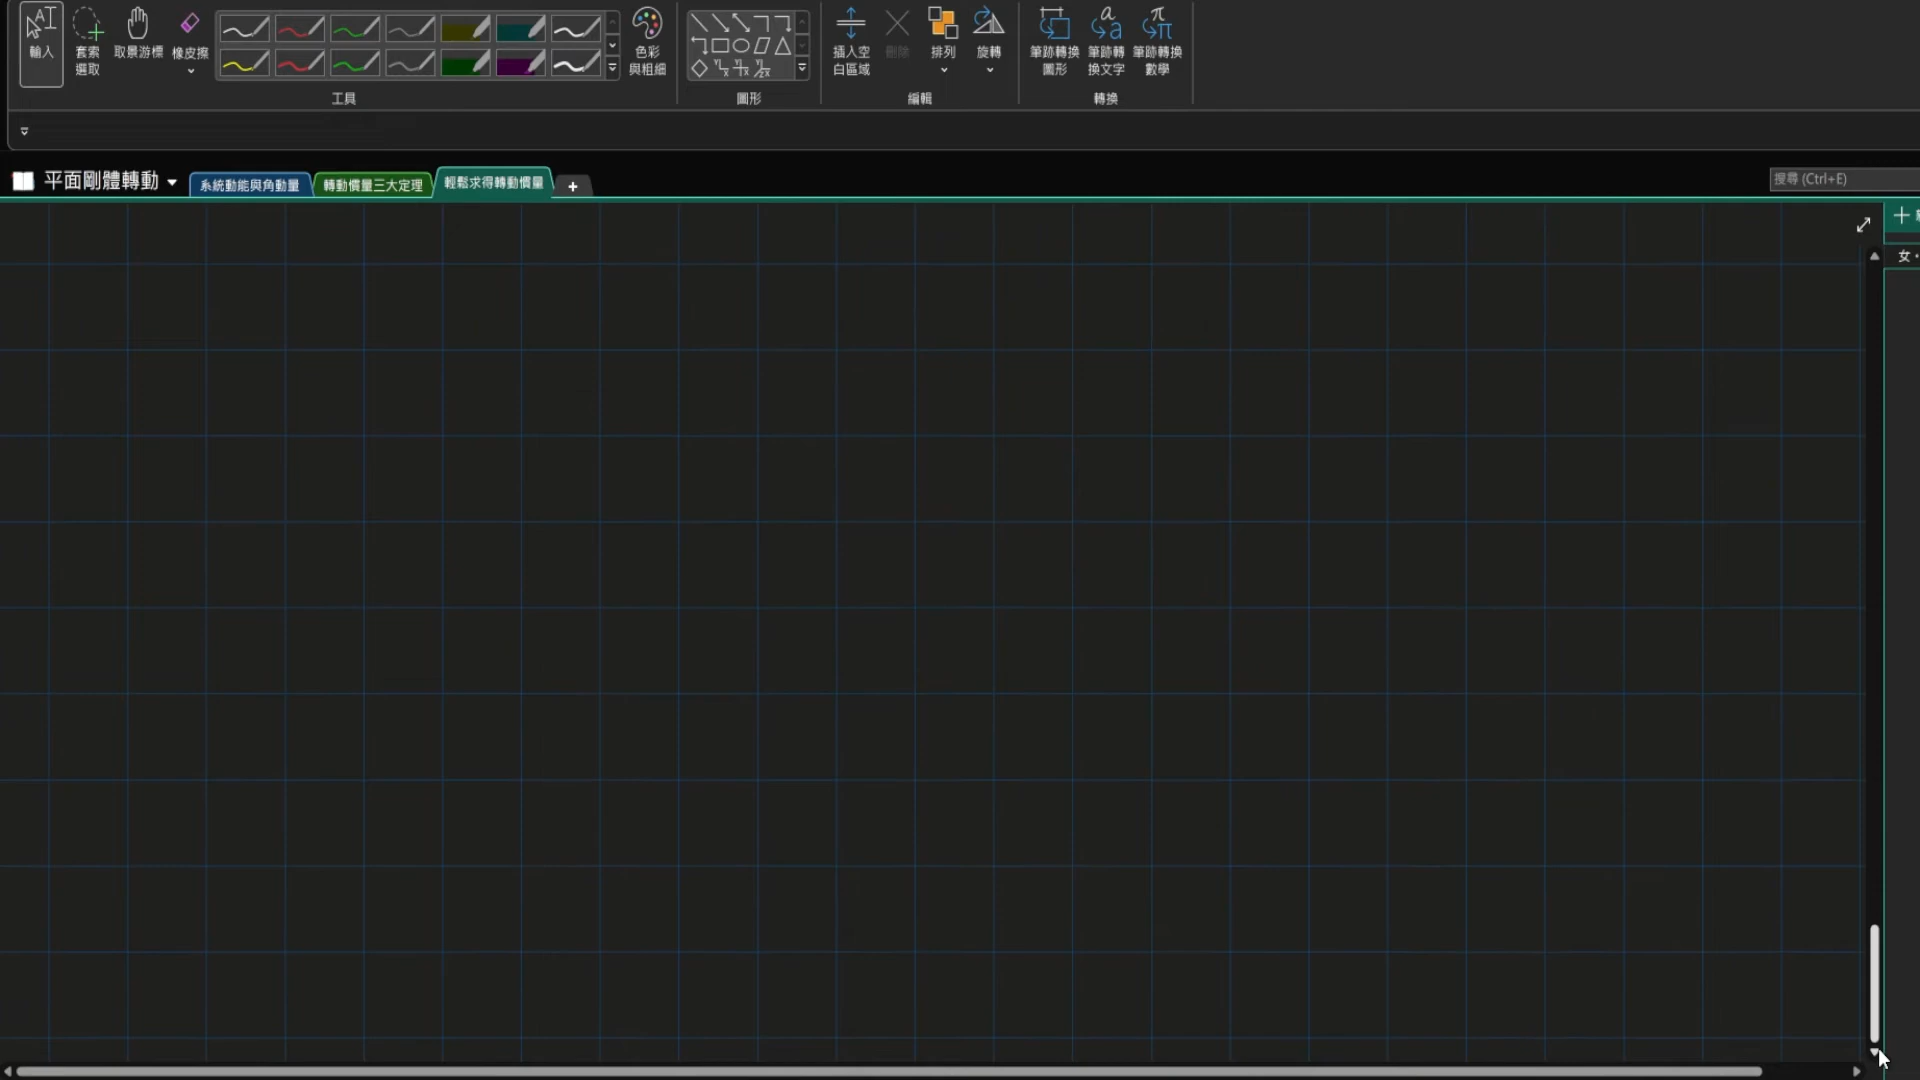 輸入
套索
選取
取景游標
橡皮擦
色彩
與粗細
工具
圖形
插入空
白區域
刪除
排列
旋轉
編輯
筆跡轉換
圖形
筆跡轉
換文字
筆跡轉換
數學
轉換
平面剛體轉動
系統動能與角動量
轉動慣量三大定理
輕鬆求得轉動慣量
搜尋 (Ctrl+E)
女